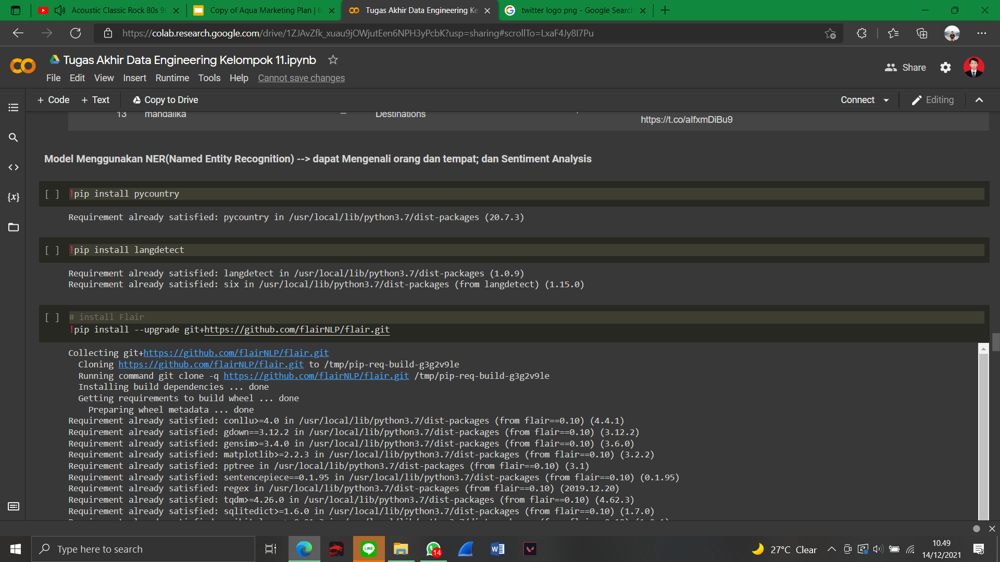 Acoustic Classic Rock 80s 90
Copy of Aqua Marketing Plan | b
Tugas Akhir Data Engineering Ke
twitter logo png - Google Search
https://colab.research.google.com/drive/1ZJAvZfk_xuau9jOWjutEen6NPH3yPcbK?usp=sharing#scrollTo=LxaF4Jy8I7Pu
Tugas Akhir Data Engineering Kelompok 11.ipynb
Share
File Edit View Insert Runtime Tools Help Cannot save changes
+ Code + Text Copy to Drive
Connect Editing
13 mandalika Destinations
https://t.co/aIfxmDiBu9
Model Menggunakan NER(Named Entity Recognition) --> dapat Mengenali orang dan tempat; dan Sentiment Analysis
[ ] !pip install pycountry
Requirement already satisfied: pycountry in /usr/local/lib/python3.7/dist-packages (20.7.3)
[ ] !pip install langdetect
Requirement already satisfied: langdetect in /usr/local/lib/python3.7/dist-packages (1.0.9)
Requirement already satisfied: six in /usr/local/lib/python3.7/dist-packages (from langdetect) (1.15.0)
[ ] # install Flair
!pip install --upgrade git+https://github.com/flairNLP/flair.git
Collecting git+https://github.com/flairNLP/flair.git
Cloning https://github.com/flairNLP/flair.git to /tmp/pip-req-build-g3g2v9le
Running command git clone -q https://github.com/flairNLP/flair.git /tmp/pip-req-build-g3g2v9le
Installing build dependencies ... done
Getting requirements to build wheel ... done
Preparing wheel metadata ... done
Requirement already satisfied: conllu>=4.0 in /usr/local/lib/python3.7/dist-packages (from flair==0.10) (4.4.1)
Requirement already satisfied: gdown==3.12.2 in /usr/local/lib/python3.7/dist-packages (from flair==0.10) (3.12.2)
Requirement already satisfied: gensim>=3.4.0 in /usr/local/lib/python3.7/dist-packages (from flair==0.10) (3.6.0)
Requirement already satisfied: matplotlib>=2.2.3 in /usr/local/lib/python3.7/dist-packages (from flair==0.10) (3.2.2)
Requirement already satisfied: pptree in /usr/local/lib/python3.7/dist-packages (from flair==0.10) (3.1)
Requirement already satisfied: sentencepiece==0.1.95 in /usr/local/lib/python3.7/dist-packages (from flair==0.10) (0.1.95)
Requirement already satisfied: regex in /usr/local/lib/python3.7/dist-packages (from flair==0.10) (2019.12.20)
Requirement already satisfied: tqdm>=4.26.0 in /usr/local/lib/python3.7/dist-packages (from flair==0.10) (4.62.3)
Requirement already satisfied: sqlitedict>=1.6.0 in /usr/local/lib/python3.7/dist-packages (from flair==0.10) (1.7.0)
Type here to search
LINE
14
27°C Clear
10.49
14/12/2021